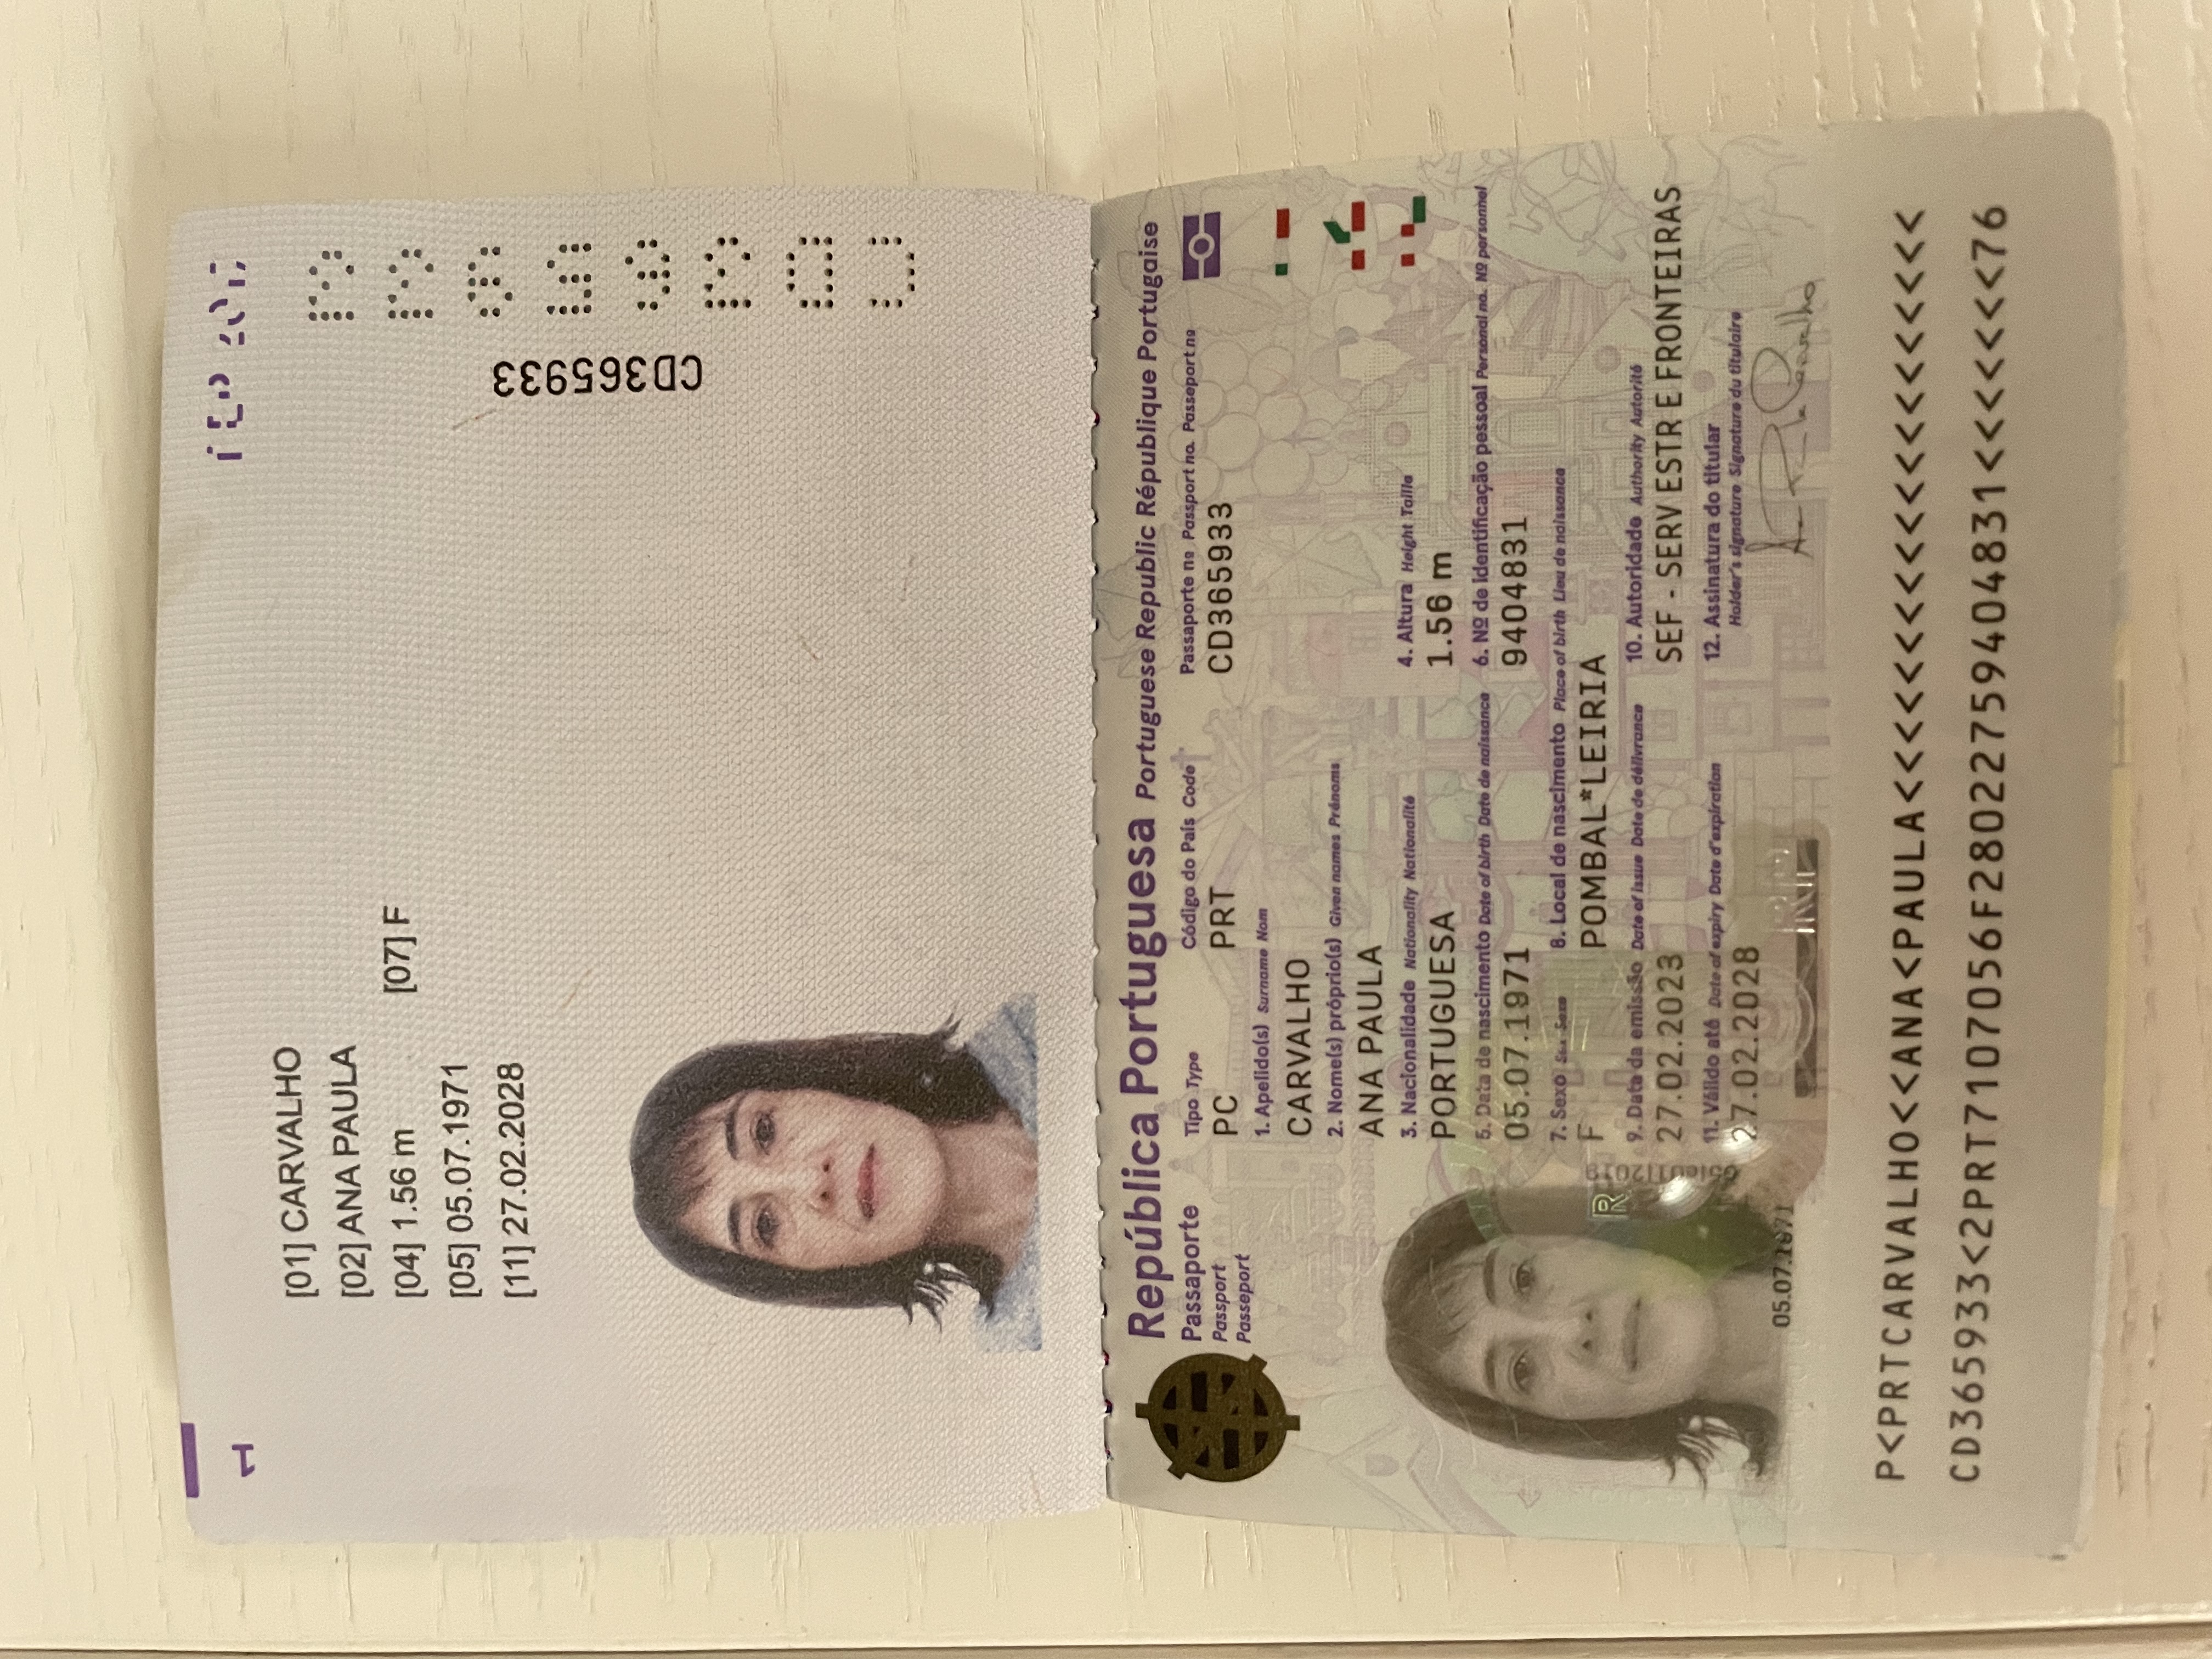 1
[01] CARVALHO
[02] ANA PAULA
[04] 1.56 m [07] F
[05] 05.07.1971
[11] 27.02.2028
CD365933
CD365933
República Portuguesa Portuguese Republic République Portugaise
Passaporte
Passport
Passeport
Tipo Type
PC
Código do País Code
PRT
Passaporte nº Passport no. Passeport nº
CD365933
1. Apelido(s) Surname Nom
CARVALHO
2. Nome(s) próprio(s) Given names Prénoms
ANA PAULA
3. Nacionalidade Nationality Nationalité
PORTUGUESA
4. Altura Height Taille
1.56 m
5. Data de nascimento Date of birth Date de naissance
05.07.1971
6. Nº de identificação pessoal Personal no. Nº personnel
9404831
7. Sexo Sex Sexe
F
8. Local de nascimento Place of birth Lieu de naissance
POMBAL*LEIRIA
9. Data da emissão Date of issue Date de délivrance
27.02.2023
10. Autoridade Authority Autorité
SEF - SERV ESTR E FRONTEIRAS
11. Válido até Date of expiry Date d'expiration
27.02.2028
12. Assinatura do titular
Holder's signature Signature du titulaire
Ana Paula Carvalho
05.07.1971
P<PRTCARVALHO<<ANA<PAULA<<<<<<<<<<<<<<<<<<<<
CD365933<2PRT7107056F28022759404831<<<<<<<76